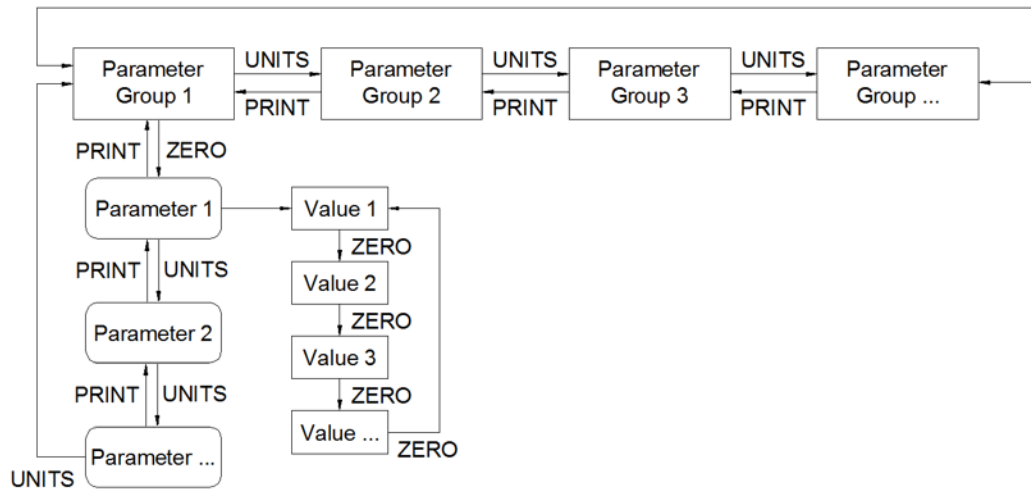 Parameter
Group 1
UNITS
PRINT
Parameter
Group 2
UNITS
PRINT
Parameter
Group 3
UNITS
PRINT
Parameter
Group ...
PRINT
ZERO
Parameter 1
Value 1
PRINT
UNITS
ZERO
Value 2
Parameter 2
ZERO
Value 3
PRINT
UNITS
ZERO
Parameter ...
Value ...
ZERO
UNITS